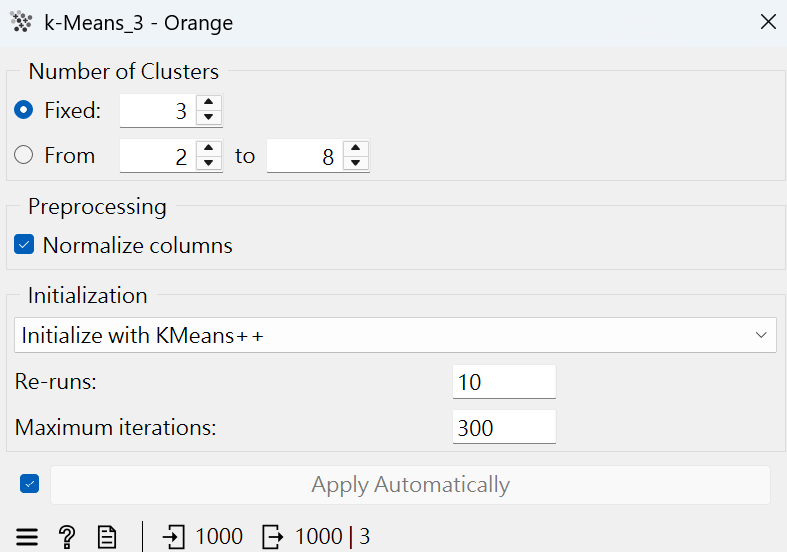 k-Means_3 - Orange
Number of Clusters
Fixed: 3
From 2 to 8
Preprocessing
Normalize columns
Initialization
Initialize with KMeans++
Re-runs: 10
Maximum iterations: 300
Apply Automatically
? 1000 1000 | 3